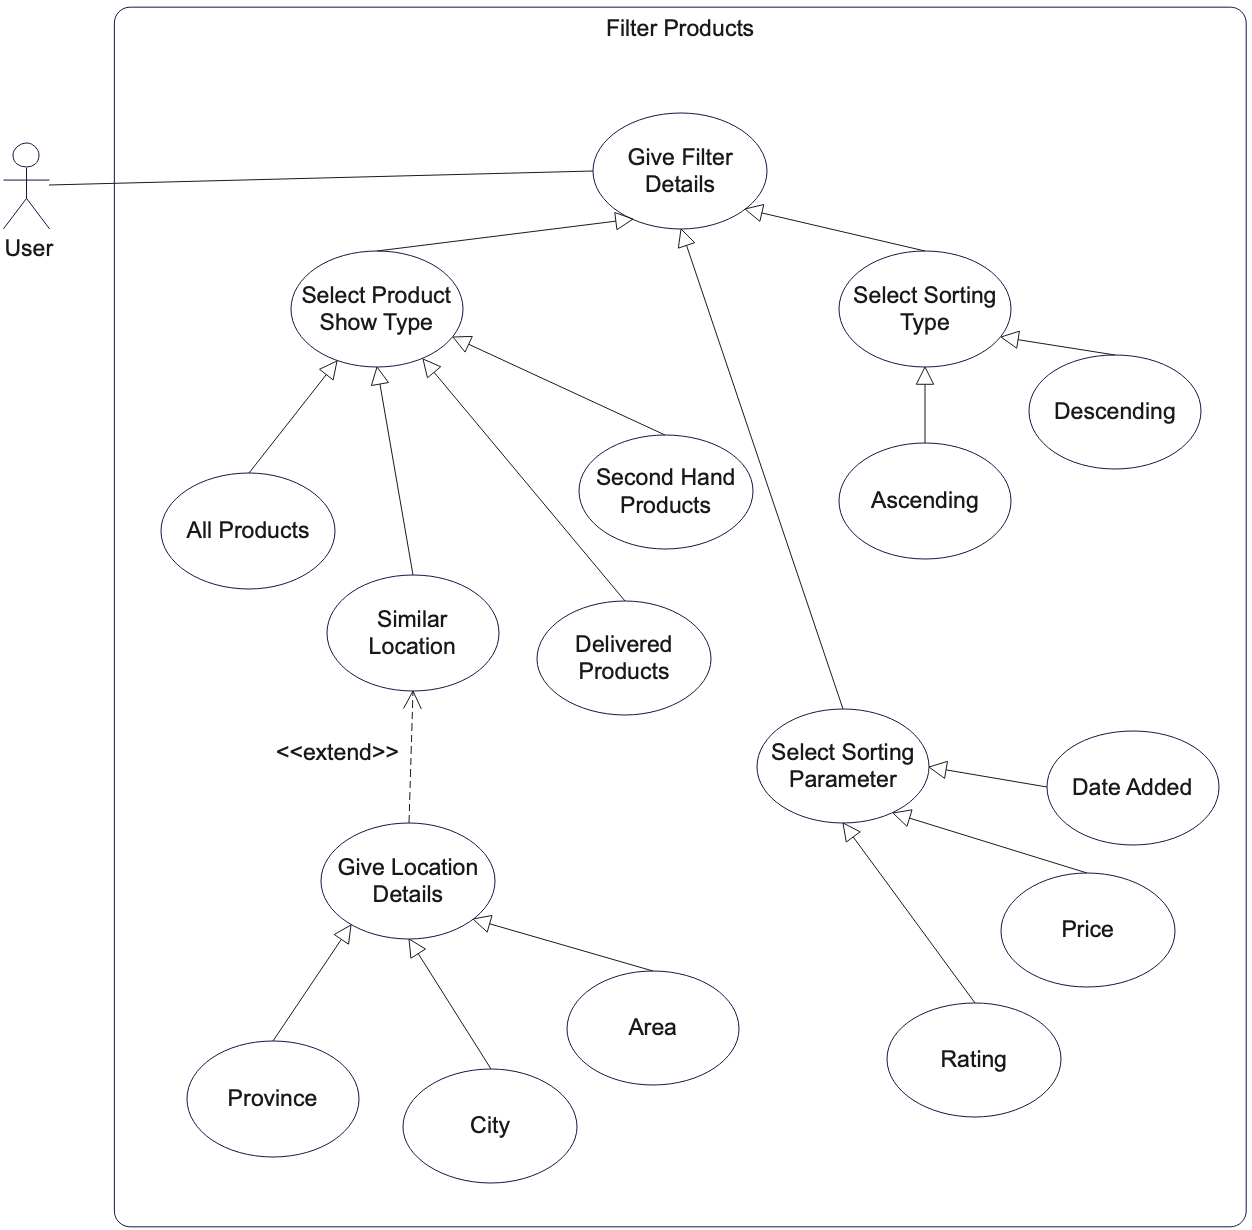 Filter Products
Give Filter
Details
User
Select Product
Show Type
Select Sorting
Type
Descending
Second Hand
Products
Ascending
All Products
Similar
Location
Delivered
Products
<<extend>>
Select Sorting
Parameter
Date Added
Give Location
Details
Price
Area
Rating
Province
City